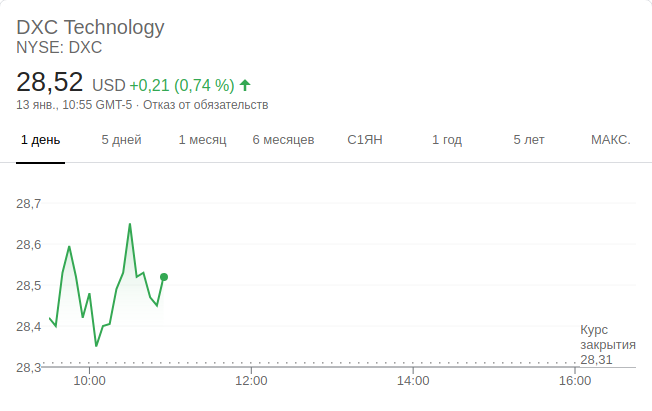 DXC Technology
NYSE: DXC
28,52 USD +0,21 (0,74 %)
13 янв., 10:55 GMT-5 · Отказ от обязательств
1 день 5 дней 1 месяц 6 месяцев С1ЯН 1 год 5 лет МАКС.
28,7
28,6
28,5
28,4
28,3
Курс
закрытия
28,31
10:00 12:00 14:00 16:00